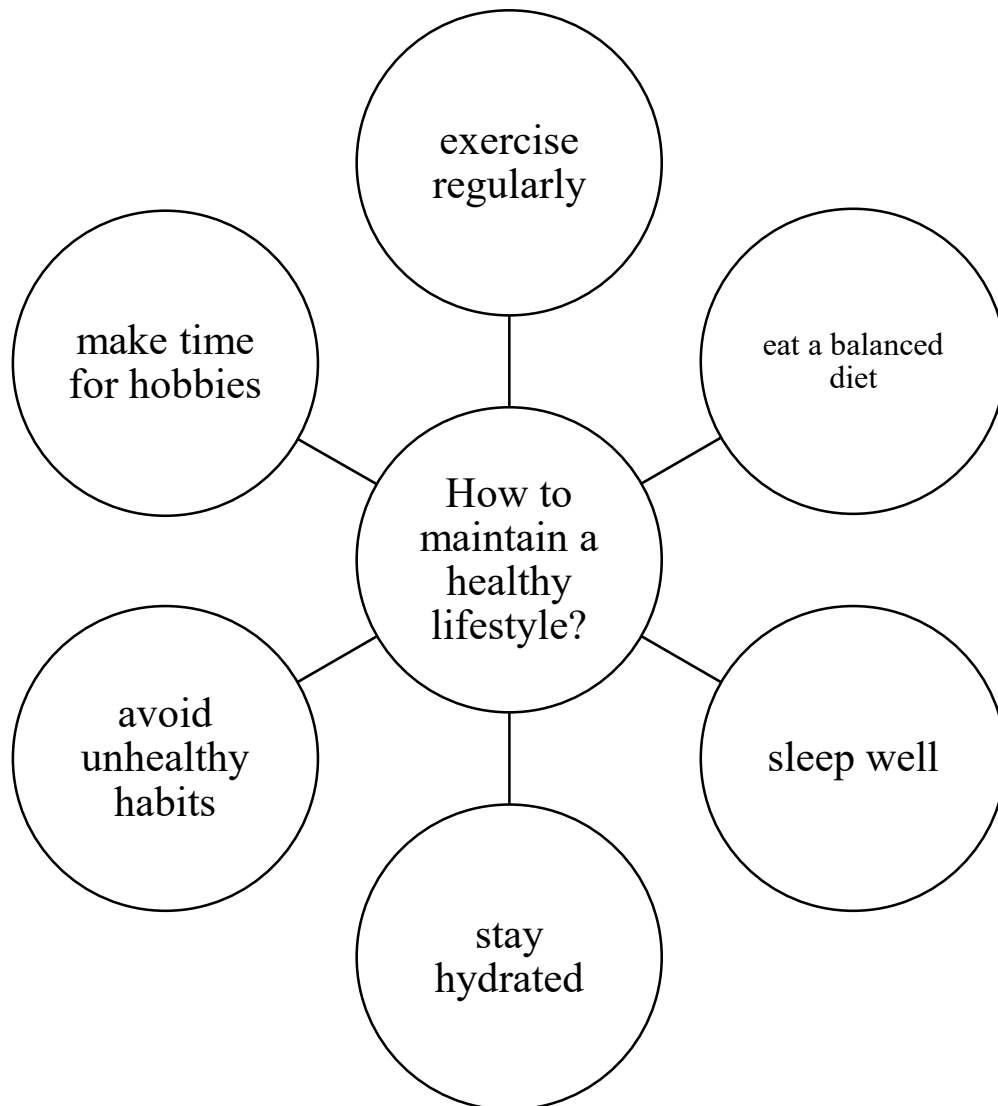 exercise
regularly
make time
for hobbies
eat a balanced
diet
How to
maintain a
healthy
lifestyle?
avoid
unhealthy
habits
sleep well
stay
hydrated